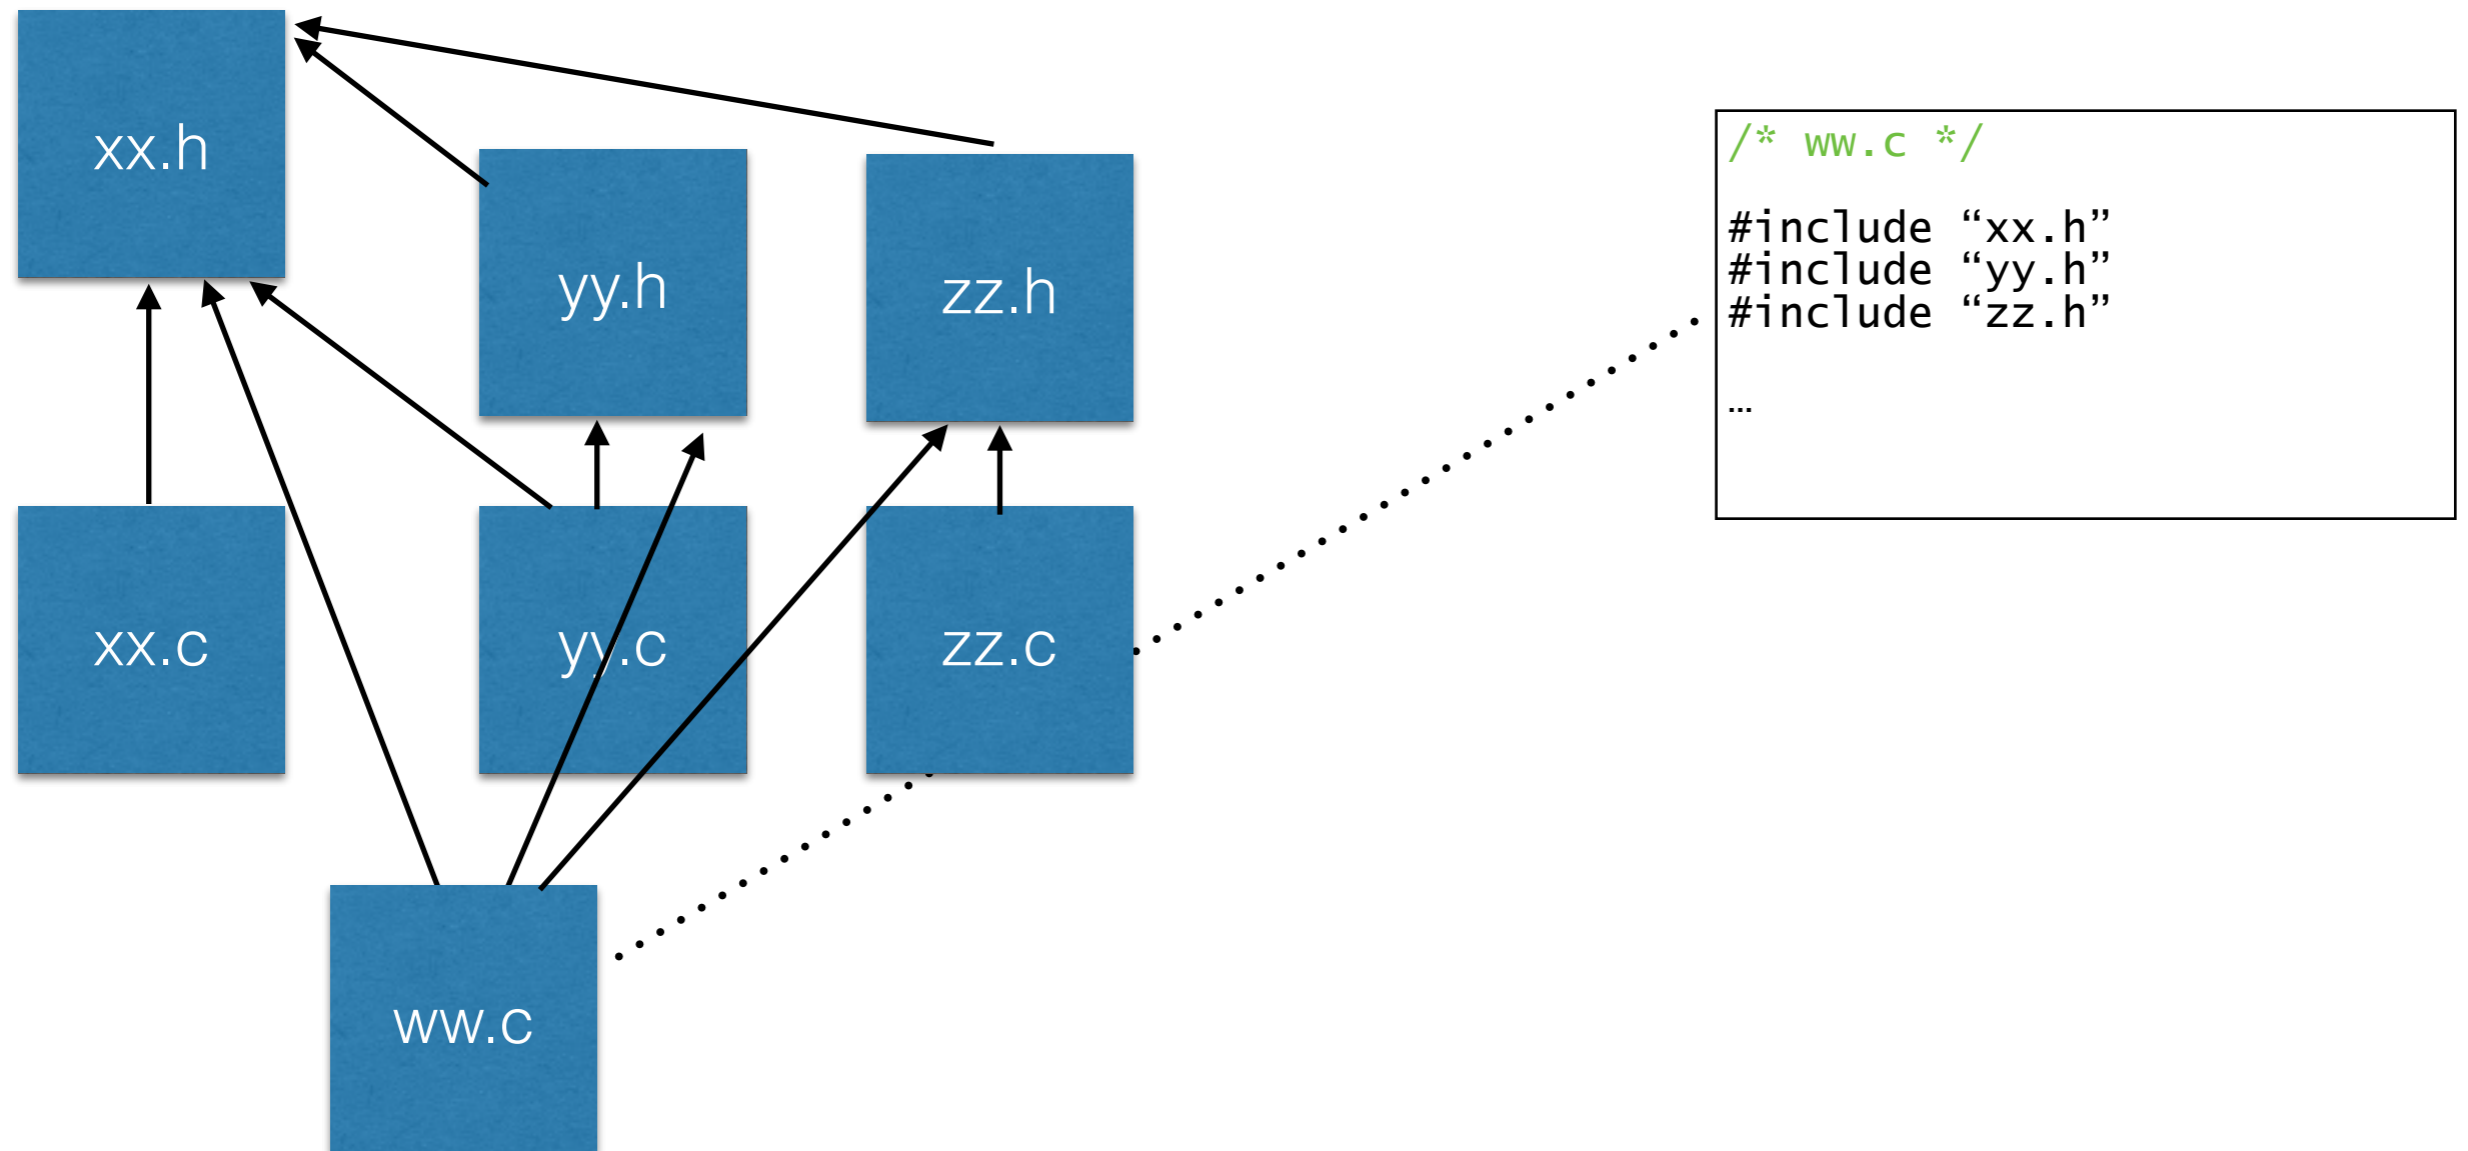 xx.h
yy.h
zz.h
/* ww.c */
#include “xx.h”
#include “yy.h”
#include “zz.h”
…
xx.c
yy.c
zz.c
ww.c